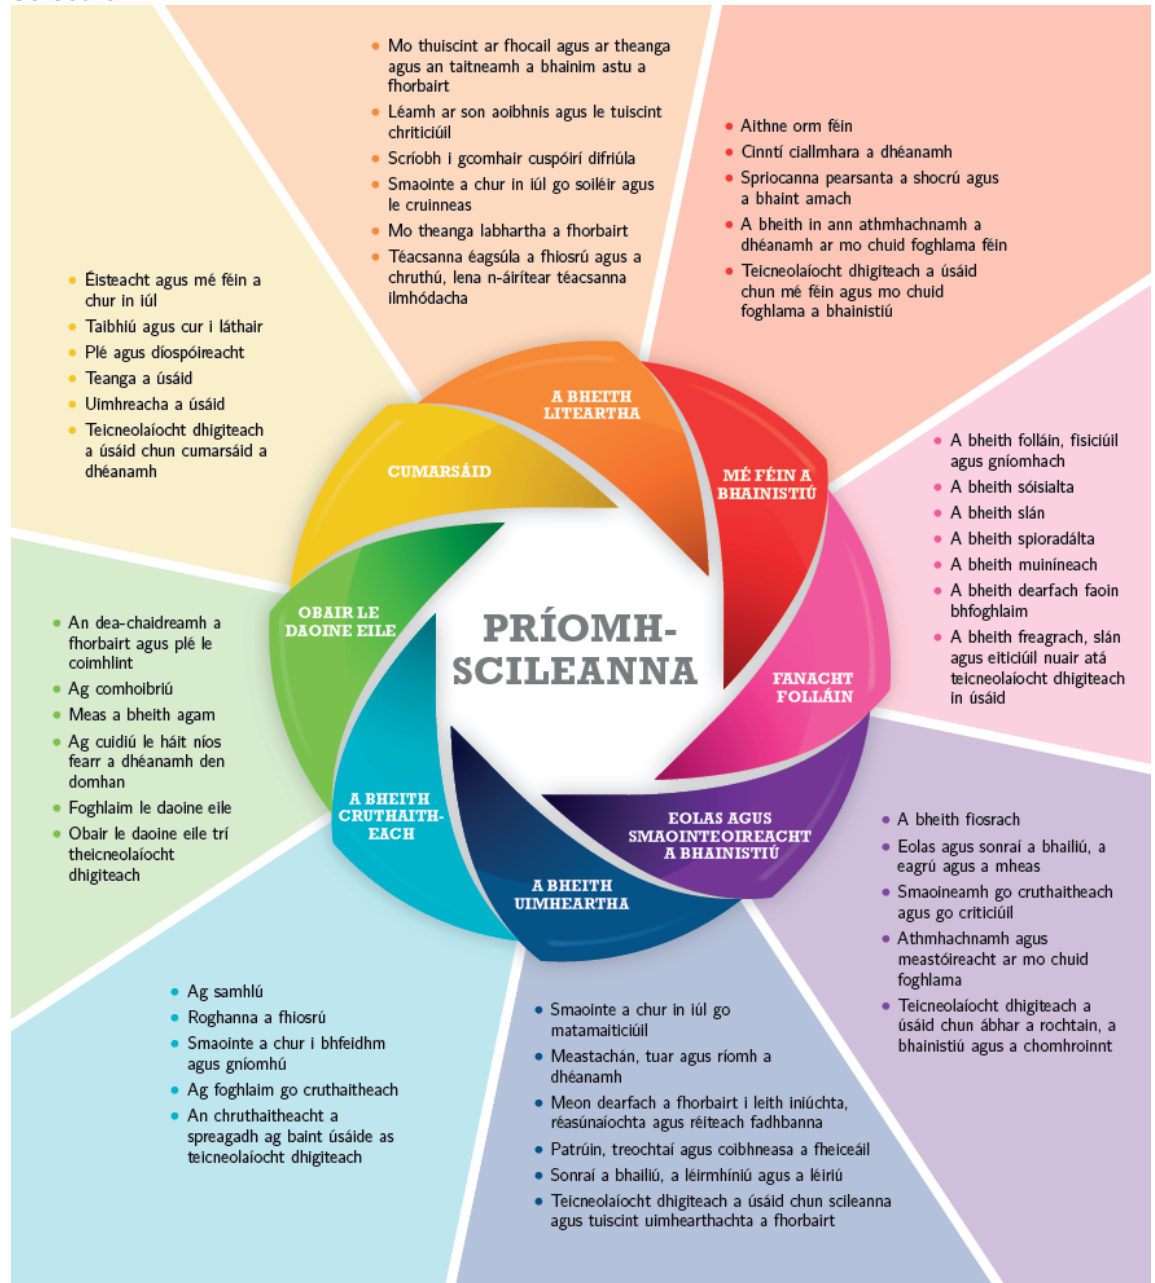 • Mo thuiscint ar fhocail agus ar theanga
agus an taitneamh a bhainim astu a
fhorbairt
• Léamh ar son aoibhnis agus le tuiscint
chriticiúil
• Scríobh i gcomhair cuspóirí difriúla
• Smaointe a chur in iúl go soiléir agus
le cruinneas
• Mo theanga labhartha a fhorbairt
• Téacsanna éagsúla a fhiosrú agus a
chruthú, lena n-áirítear téacsanna
ilmhódacha
• Aithne orm féin
• Cinntí ciallmhara a dhéanamh
• Spriocanna pearsanta a shocrú agus
a bhaint amach
• A bheith in ann athmhachnamh a
dhéanamh ar mo chuid foghlama féin
• Teicneolaíocht dhigiteach a úsáid
chun mé féin agus mo chuid
foghlama a bhainistiú
• Éisteacht agus mé féin a
chur in iúl
• Taibhiú agus cur i láthair
• Plé agus díospóireacht
• Teanga a úsáid
• Uimhreacha a úsáid
• Teicneolaíocht dhigiteach
a úsáid chun cumarsáid a
dhéanamh
A BHEITH
LITEARTHA
CUMARSÁID
MÉ FÉIN A
BHAINISTIÚ
• A bheith folláin, fisiciúil
agus gníomhach
• A bheith sóisialta
• A bheith slán
• A bheith spioradálta
• A bheith muiníneach
• A bheith dearfach faoin
bhfoghlaim
• A bheith freagrach, slán
agus eiticiúil nuair atá
teicneolaíocht dhigiteach
in úsáid
OBAIR LE
DAOINE EILE
PRÍOMH-
SCILEANNA
FANACHT
FOLLÁIN
• An dea-chaidreamh a
fhorbairt agus plé le
coimhlint
• Ag comhoibriú
• Meas a bheith agam
• Ag cuidiú le háit níos
fearr a dhéanamh den
domhan
• Foghlaim le daoine eile
• Obair le daoine eile trí
theicneolaíocht
dhigiteach
A BHEITH
CRUTHAITH-
EACH
EOLAS AGUS
SMAOINTEOIREACHT
A BHAINISTIÚ
A BHEITH
UIMHEARTHA
• A bheith fiosrach
• Eolas agus sonraí a bhailiú, a
eagrú agus a mheas
• Smaoineamh go cruthaitheach
agus go criticiúil
• Athmhachnamh agus
meastóireacht ar mo chuid
foghlama
• Teicneolaíocht dhigiteach a
úsáid chun ábhar a rochtain, a
bhainistiú agus a chomhroinnt
• Ag samhlú
• Roghanna a fhiosrú
• Smaointe a chur i bhfeidhm
agus gníomhú
• Ag foghlaim go cruthaitheach
• An chruthaitheacht a
spreagadh ag baint úsáide as
teicneolaíocht dhigiteach
• Smaointe a chur in iúl go
matamaiticiúil
• Meastachán, tuar agus ríomh a
dhéanamh
• Meon dearfach a fhorbairt i leith iniúchta,
réasúnaíochta agus réiteach fadhbanna
• Patrúin, treochtaí agus coibhneasa a fheiceáil
• Sonraí a bhailiú, a léirmhíniú agus a léiriú
• Teicneolaíocht dhigiteach a úsáid chun scileanna
agus tuiscint uimhearthachta a fhorbairt